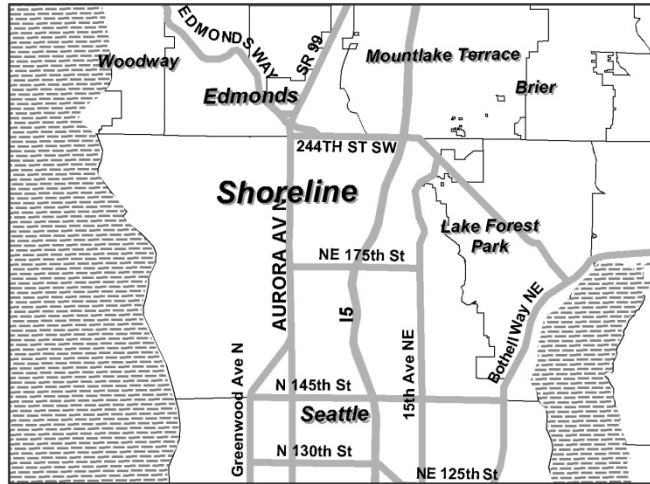 EDMONDS WAY
SR 99
Woodway
Mountlake Terrace
Brier
Edmonds
244TH ST SW
Shoreline
AURORA AV N
Lake Forest
Park
NE 175th St
I5
15th Ave NE
Bothell Way NE
Greenwood Ave N
N 145th St
Seattle
N 130th St
NE 125th St